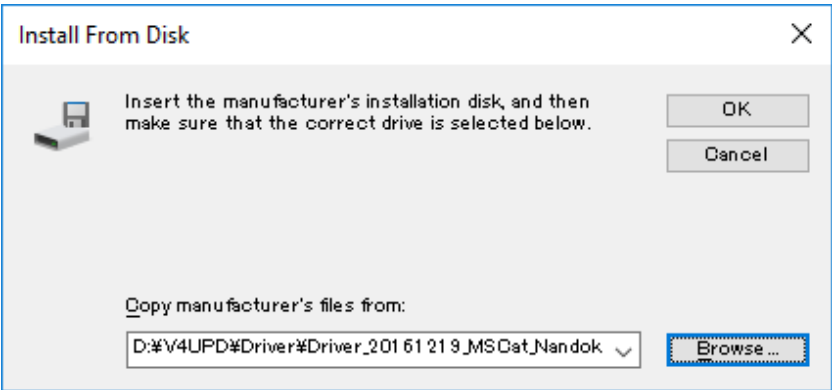 Install From Disk
Insert the manufacturer's installation disk, and then
make sure that the correct drive is selected below.
OK
Cancel
Copy manufacturer's files from:
D:¥V4UPD¥Driver¥Driver_20161219_MSCat_Nandok
Browse...